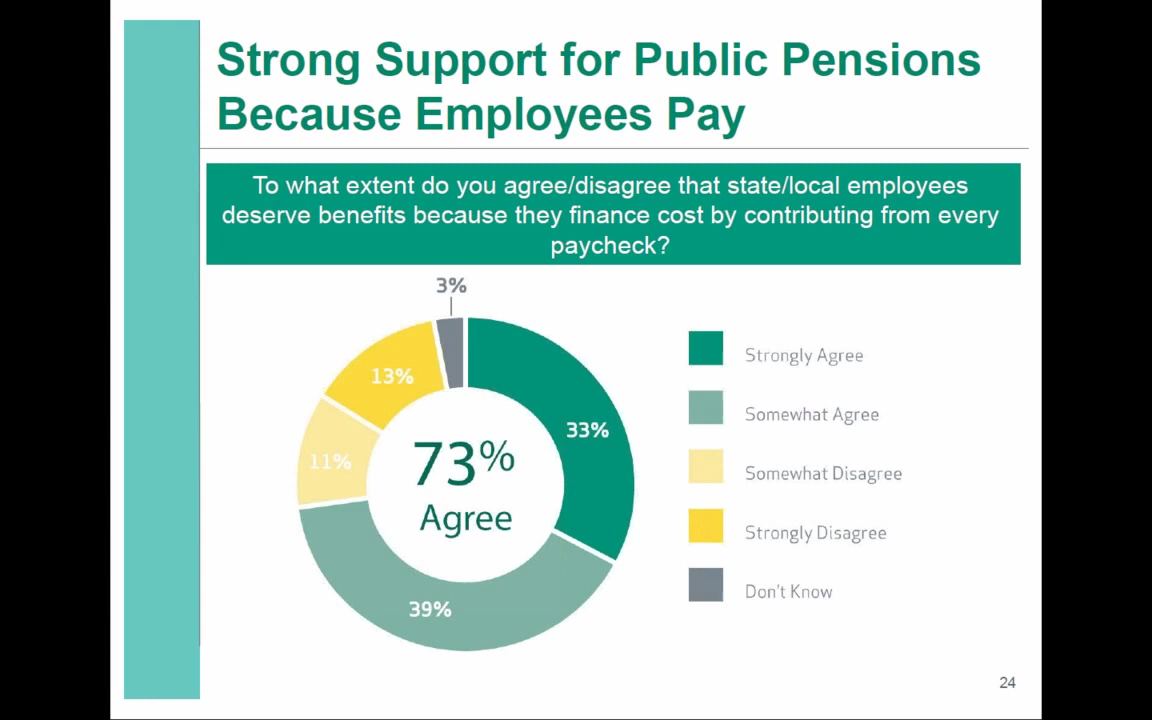 Strong Support for Public Pensions
Because Employees Pay
To what extent do you agree/disagree that state/local employees
deserve benefits because they finance cost by contributing from every
paycheck?
3%
13%
33%
11%
73%
Agree
39%
Strongly Agree
Somewhat Agree
Somewhat Disagree
Strongly Disagree
Don't Know
24